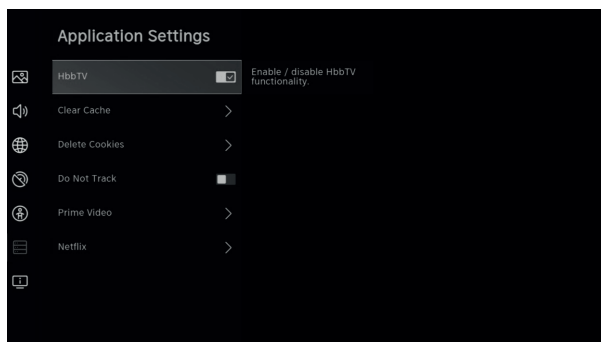 Application Settings
HbbTV
Enable / disable HbbTV
functionality.
Clear Cache
Delete Cookies
Do Not Track
Prime Video
Netflix